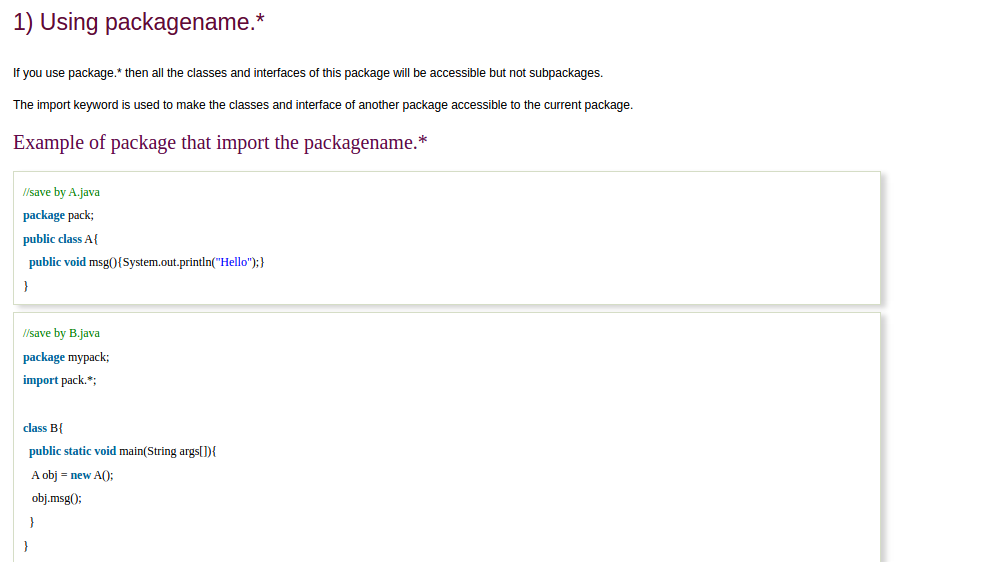 1) Using packagename.*
If you use package.* then all the classes and interfaces of this package will be accessible but not subpackages.
The import keyword is used to make the classes and interface of another package accessible to the current package.
Example of package that import the packagename.*
//save by A.java
package pack;
public class A{
  public void msg(){System.out.println("Hello");}
}
//save by B.java
package mypack;
import pack.*;

class B{
  public static void main(String args[]){
   A obj = new A();
   obj.msg();
  }
}